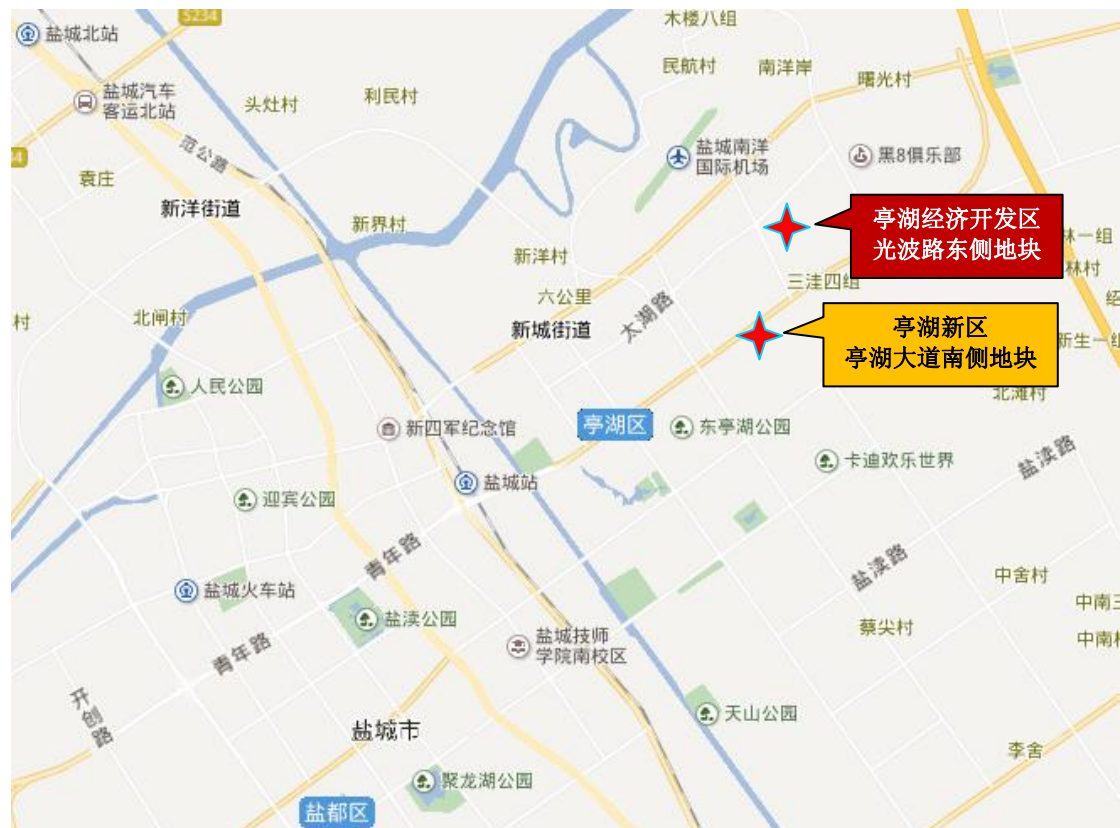 S234
木楼八组
盐城北站
民航村
南洋岸
曙光村
盐城汽车
客运北站
头灶村
利民村
范公路
盐城南洋
国际机场
黑8俱乐部
袁庄
新洋街道
新界村
亭湖经济开发区
光波路东侧地块
林一组
林村
新洋村
三洼四组
六公里
太湖路
新城街道
北闸村
村
亭湖新区
亭湖大道南侧地块
新生一组
人民公园
北滩村
新四军纪念馆
亭湖区
东亭湖公园
卡迪欢乐世界
盐渎路
盐城站
迎宾公园
青年路
盐渎路
中舍村
盐城火车站
中南三
盐渎公园
蔡尖村
盐城技师
学院南校区
中南村
青年路
开创路
天山公园
盐城市
李舍
聚龙湖公园
盐都区